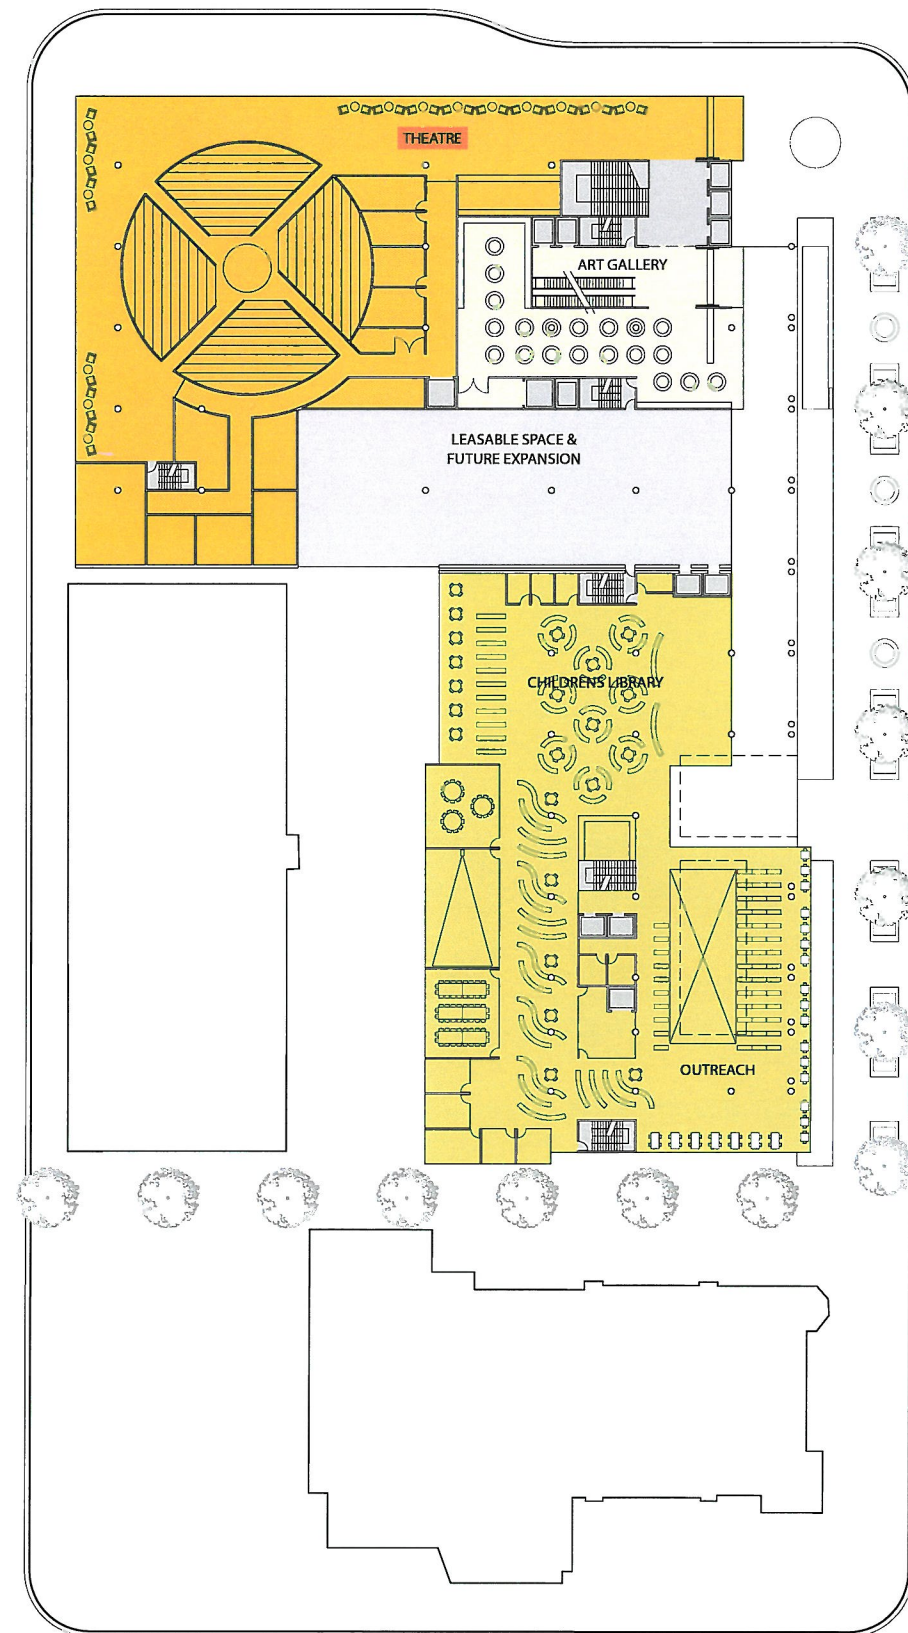 THEATRE
ART GALLERY
LEASABLE SPACE &
FUTURE EXPANSION
CHILDRENS LIBRARY
OUTREACH